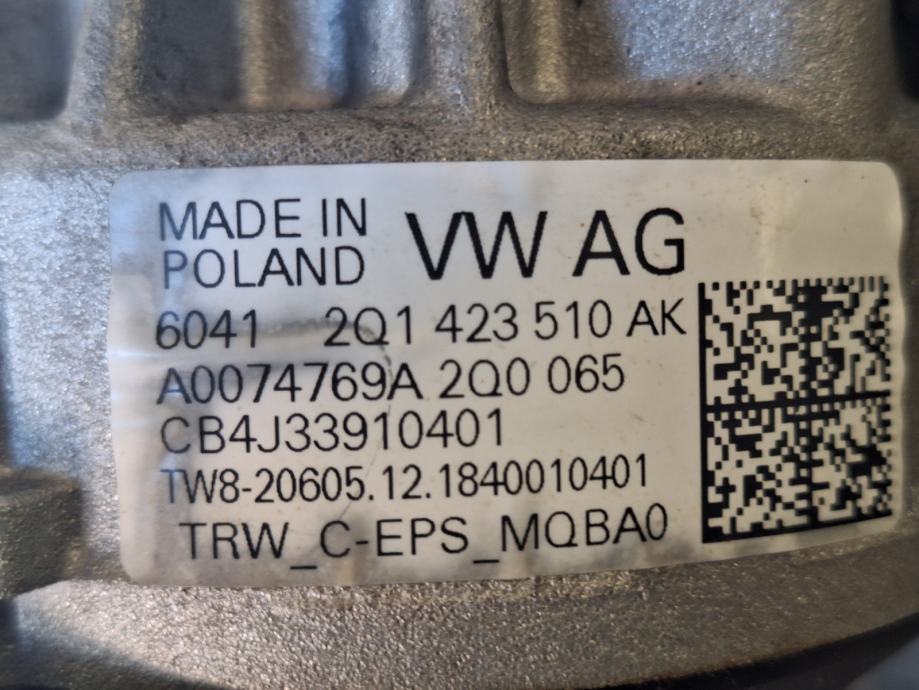 MADE IN
POLAND
VW AG
6041 2Q1 423 510 AK
A0074769A 2Q0 065
CB4J33910401
TW8-20605.12.1840010401
TRW_C-EPS_MQBA0